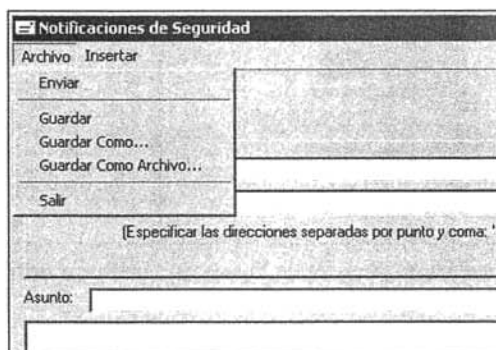 Notificaciones de Seguridad
Archivo Insertar
Enviar
Guardar
Guardar Como...
Guardar Como Archivo...
Salir
(Especificar las direcciones separadas por punto y coma: '
Asunto: